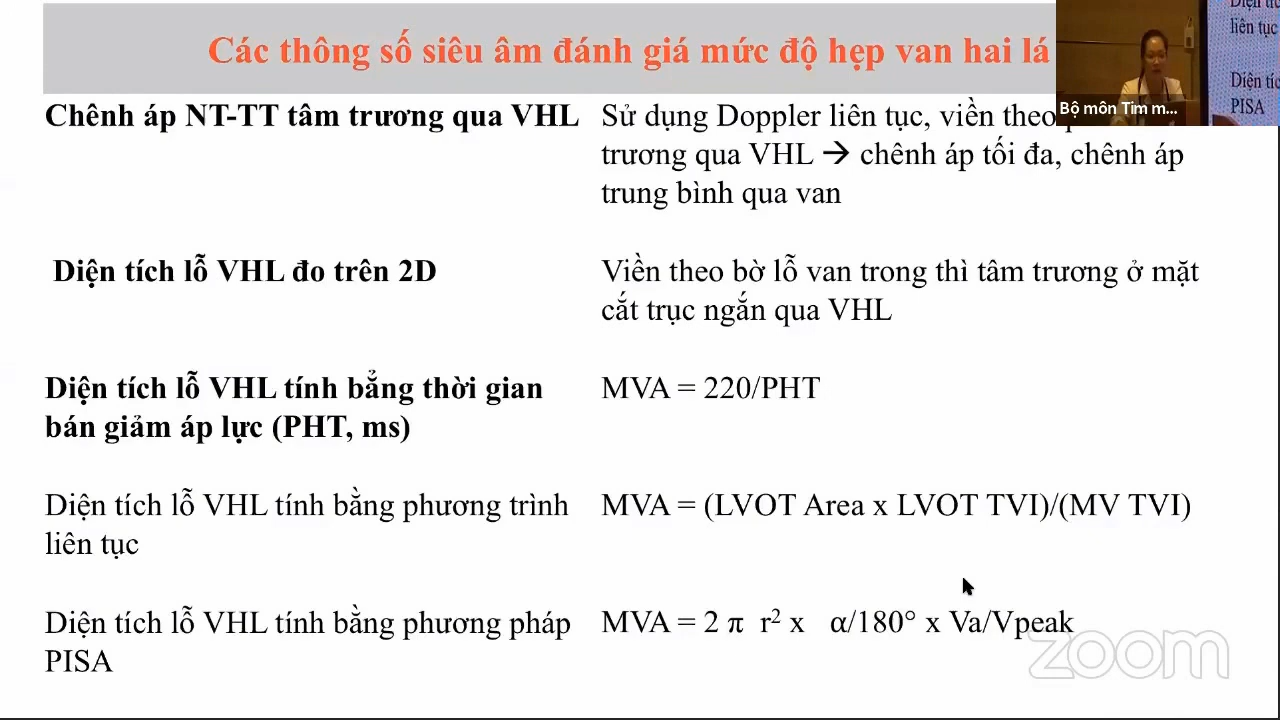 Các thông số siêu âm đánh giá mức độ hẹp van hai lá
Chênh áp NT-TT tâm trương qua VHL
Sử dụng Doppler liên tục, viền theo
trương qua VHL → chênh áp tối đa, chênh áp
trung bình qua van
Diện tích lỗ VHL đo trên 2D
Viền theo bờ lỗ van trong thì tâm trương ở mặt
cắt trục ngắn qua VHL
Diện tích lỗ VHL tính bằng thời gian
bán giảm áp lực (PHT, ms)
MVA = 220/PHT
Diện tích lỗ VHL tính bằng phương trình
liên tục
MVA = (LVOT Area x LVOT TVI)/(MV TVI)
Diện tích lỗ VHL tính bằng phương pháp
PISA
MVA = 2 π r² x α/180° x Va/Vpeak
Bộ môn Tim m...
Diện
liên tục
Diện
PISA
zoom